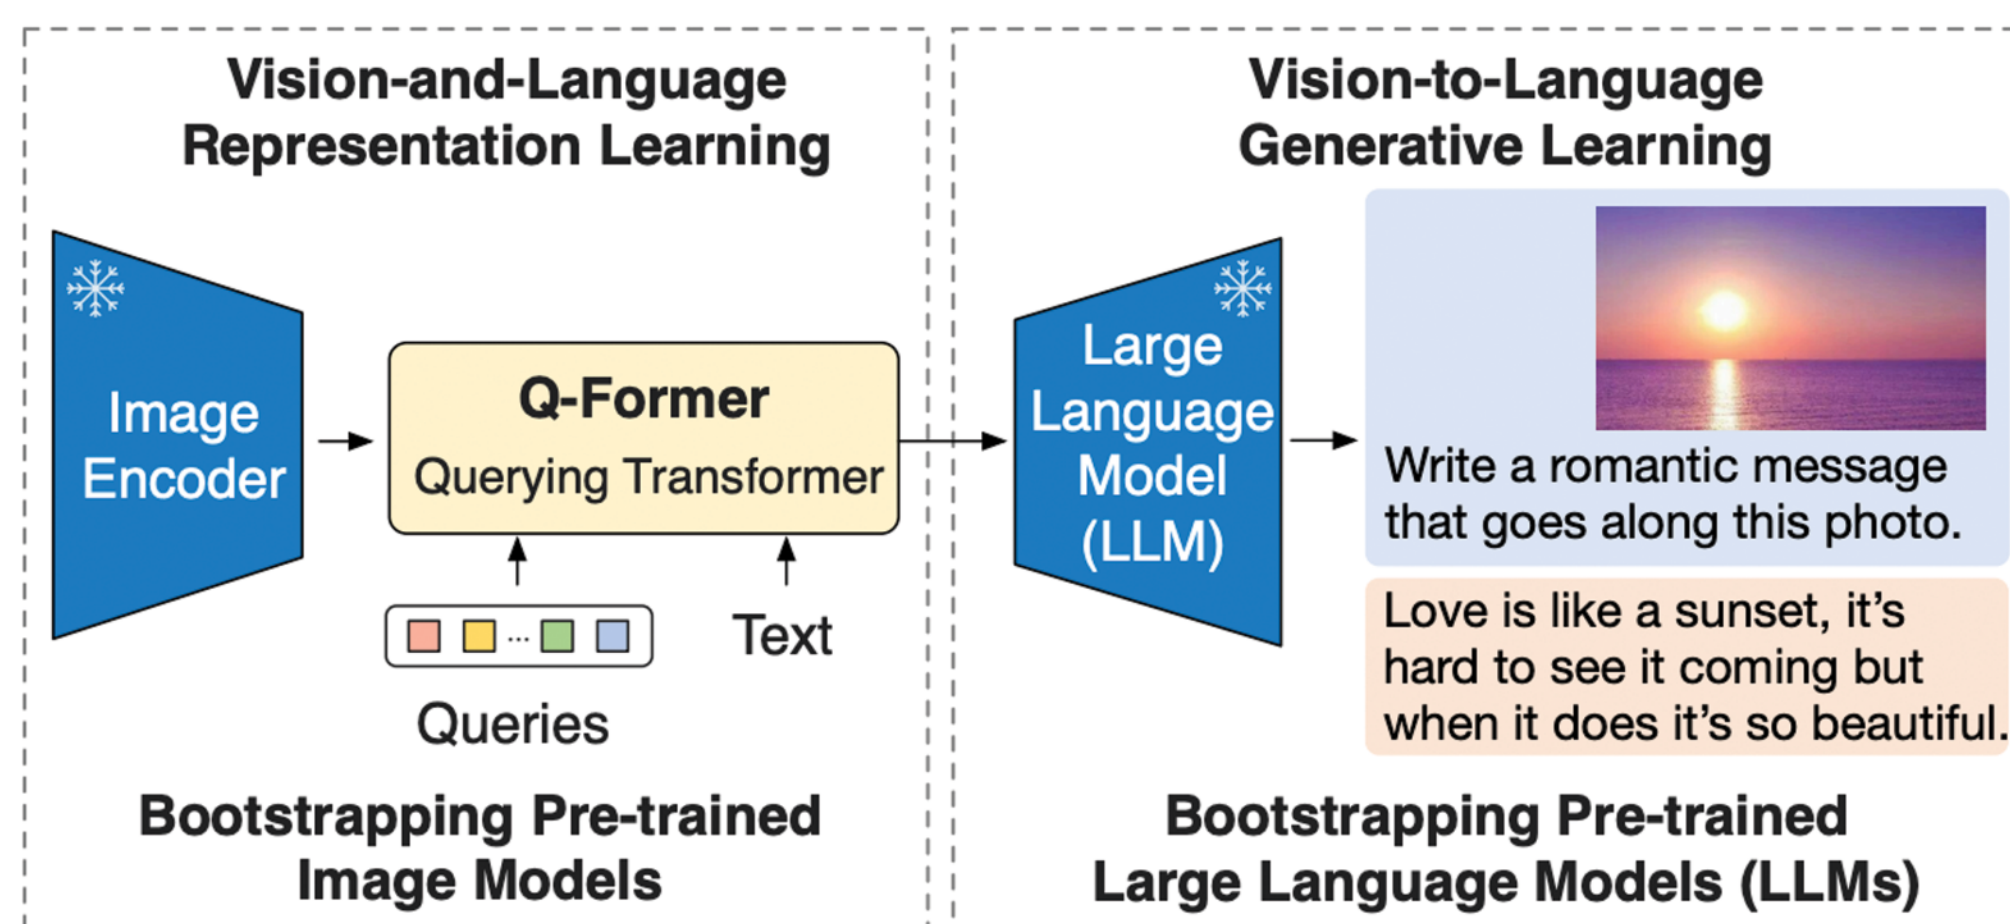 Vision-and-Language
Representation Learning
Image
Encoder
Q-Former
Querying Transformer
...
Queries
Text
Bootstrapping Pre-trained
Image Models
Vision-to-Language
Generative Learning
Large
Language
Model
(LLM)
Write a romantic message
that goes along this photo.
Love is like a sunset, it’s
hard to see it coming but
when it does it’s so beautiful.
Bootstrapping Pre-trained
Large Language Models (LLMs)